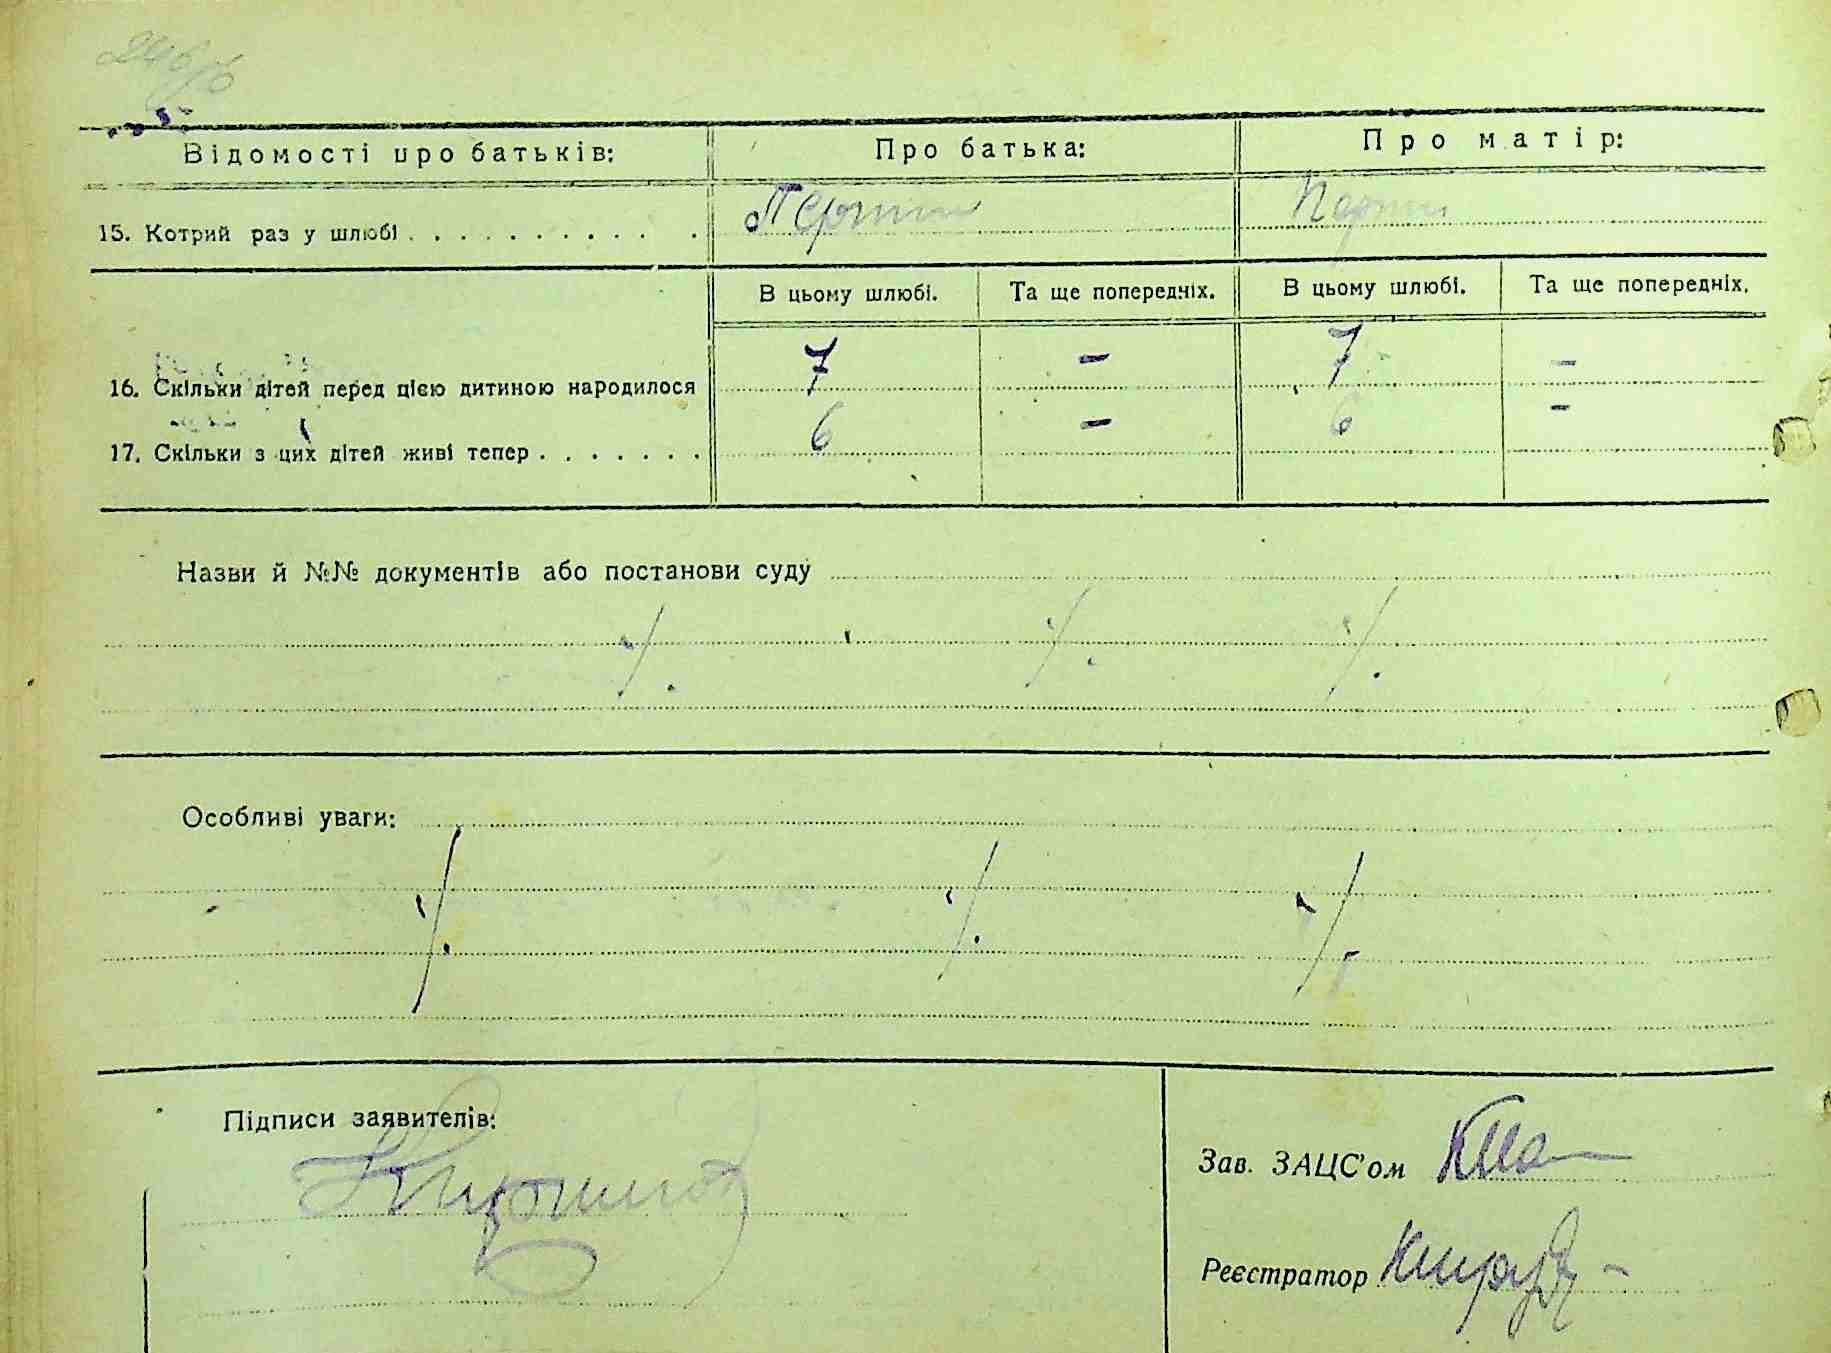 Відомості про батьків: Про батька: Про матір:
15. Котрий раз у шлюбі . . . . . . . . . . . .
В цьому шлюбі. Та ще попередніх. В цьому шлюбі. Та ще попередніх.
16. Скільки дітей перед цією дитиною народилося 7 - 7 -
17. Скільки з цих дітей живі тепер . . . . . . . 6 - 6 -
Назви й №№ документів або постанови суду
Особливі уваги:
Підписи заявителів:
Зав. ЗАЦС'ом
Реєстратор